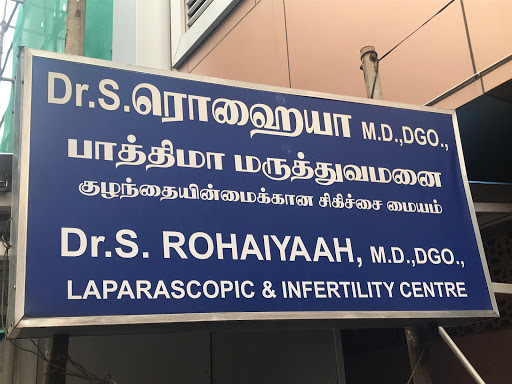 Dr.S.ரொஹையா M.D.,DGO.,
பாத்திமா மருத்துவமனை
குழந்தையின்மைக்கான சிகிச்சை மையம்
Dr.S. ROHAIYAAH, M.D.,DGO.,
LAPARASCOPIC & INFERTILITY CENTRE